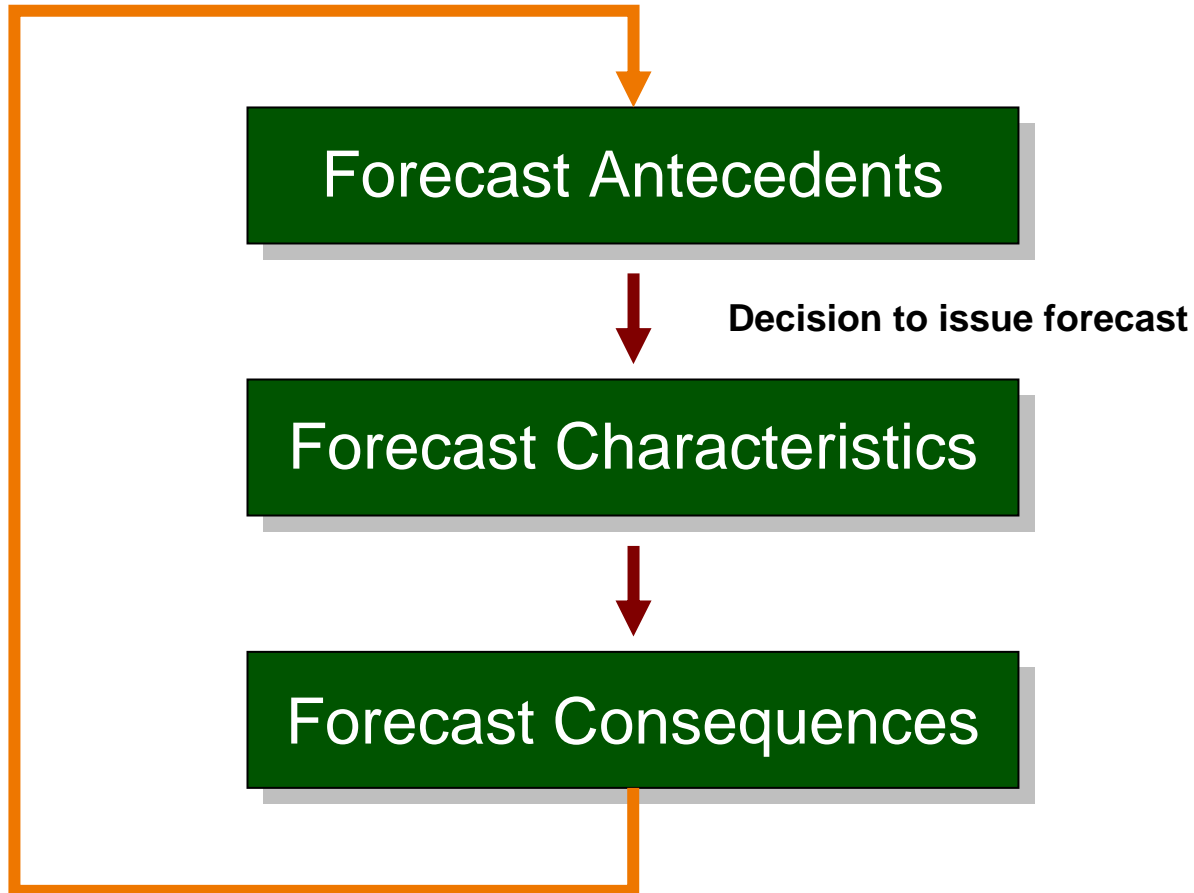 Forecast Antecedents
Decision to issue forecast
Forecast Characteristics
Forecast Consequences